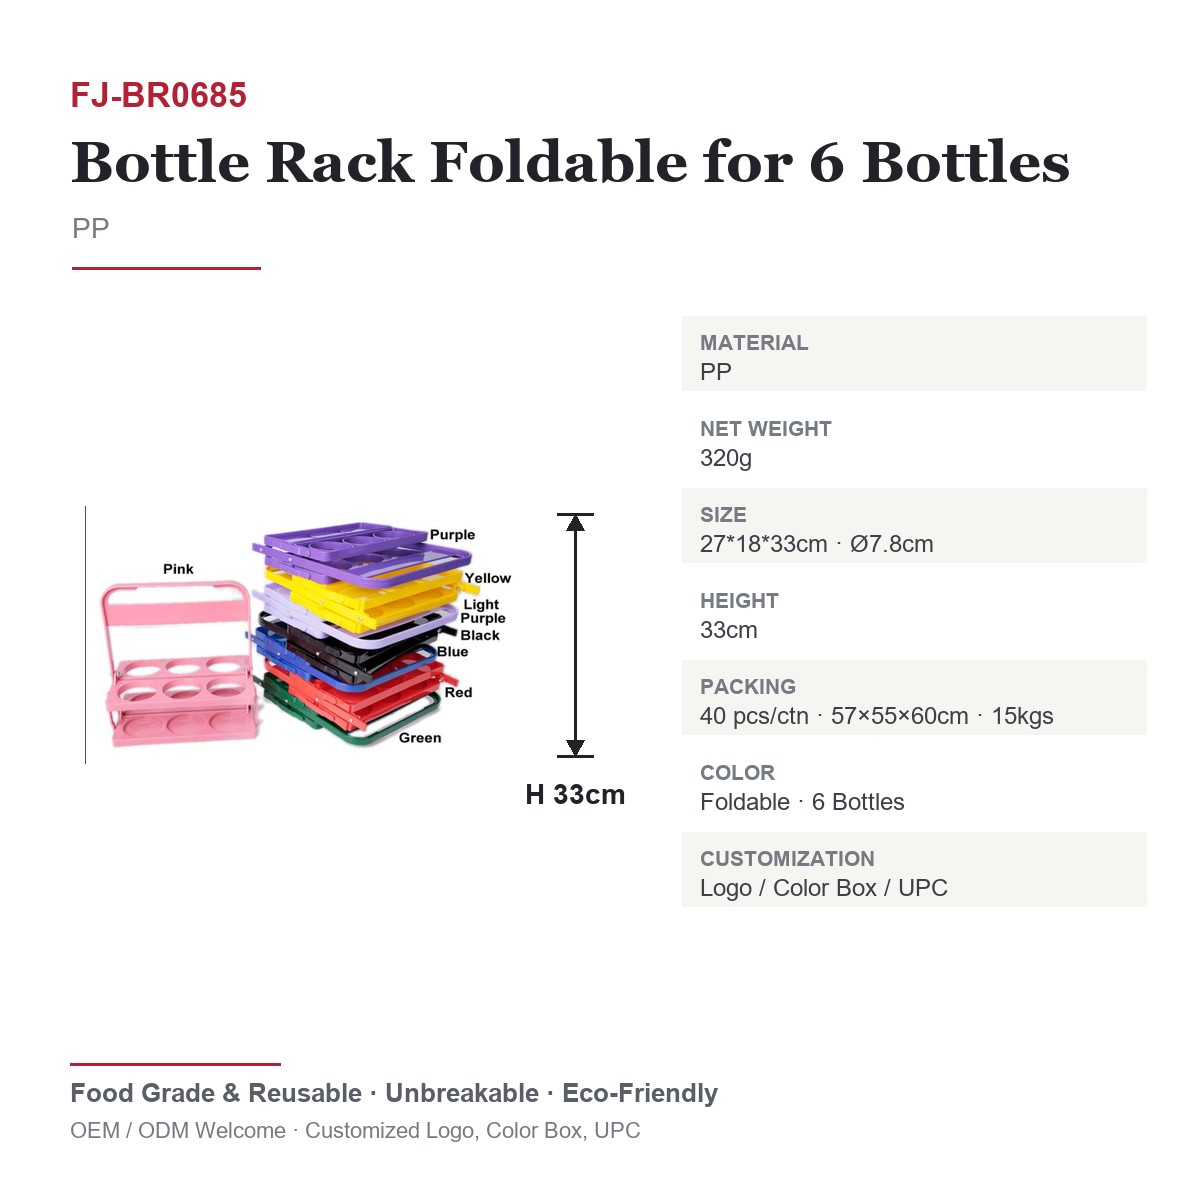 FJ-BR0685
Bottle Rack Foldable for 6 Bottles
PP
MATERIAL
PP
NET WEIGHT
320g
SIZE
27*18*33cm · Ø7.8cm
HEIGHT
33cm
PACKING
40 pcs/ctn · 57×55×60cm · 15kgs
COLOR
Foldable · 6 Bottles
CUSTOMIZATION
Logo / Color Box / UPC
Pink
Purple
Yellow
Light
Purple
Black
Blue
Red
Green
H 33cm
Food Grade & Reusable · Unbreakable · Eco-Friendly
OEM / ODM Welcome · Customized Logo, Color Box, UPC